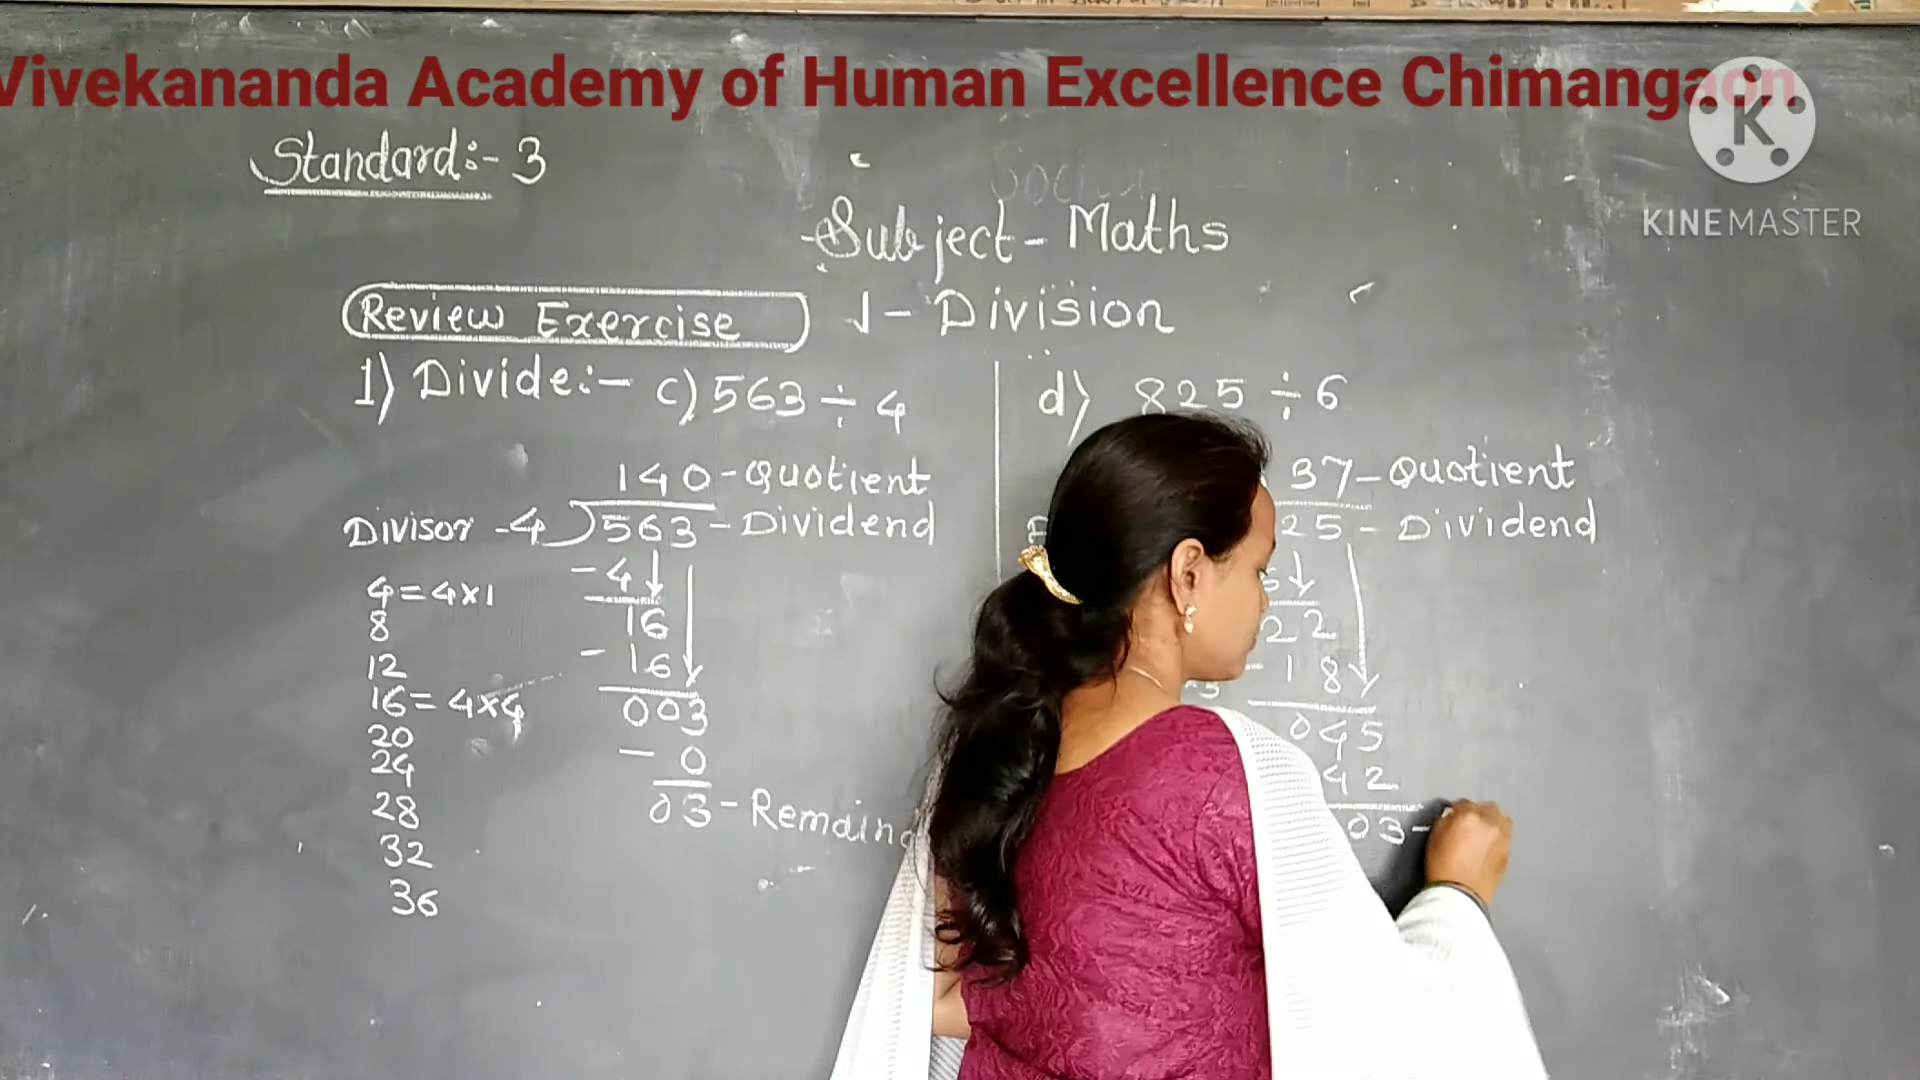 Vivekananda Academy of Human Excellence Chimangaon
K
KINEMASTER
Standard:- 3
Subject - Maths
Review Exercise
1 - Division
1) Divide:- c) 563 ÷ 4
140 - Quotient
Divisor - 4 ) 563 - Dividend
- 4
16
- 16
003
- 0
03 - Remaind
4 = 4×1
8
12
16 = 4×4
20
24
28
32
36
d) 825 ÷ 6
37 - Quotient
25 - Dividend
22
- 18
045
42
03 -